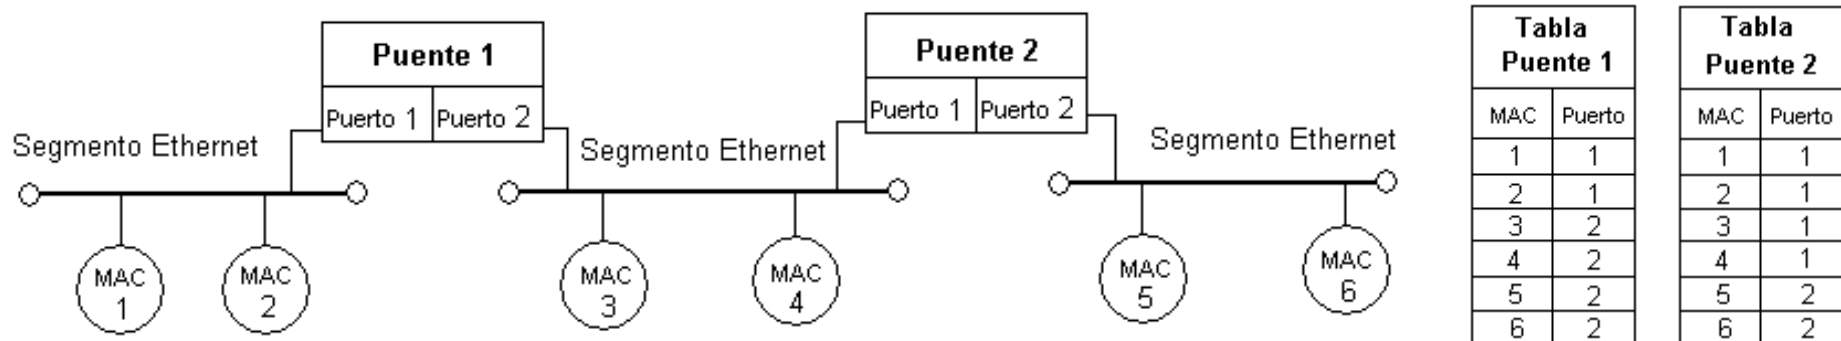 Puente 1
Puerto 1 Puerto 2
Puente 2
Puerto 1 Puerto 2
Segmento Ethernet
Segmento Ethernet
Segmento Ethernet
MAC
1
MAC
2
MAC
3
MAC
4
MAC
5
MAC
6
Tabla
Puente 1
MAC Puerto
1 1
2 1
3 2
4 2
5 2
6 2
Tabla
Puente 2
MAC Puerto
1 1
2 1
3 1
4 1
5 2
6 2